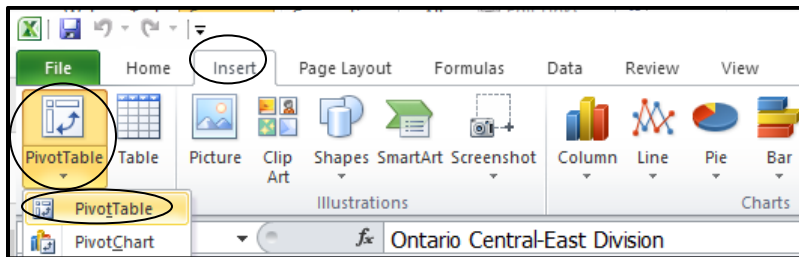 File Home Insert Page Layout Formulas Data Review View
PivotTable Table Picture Clip Art Shapes SmartArt Screenshot Column Line Pie Bar
Illustrations Charts
PivotTable
PivotChart fx Ontario Central-East Division